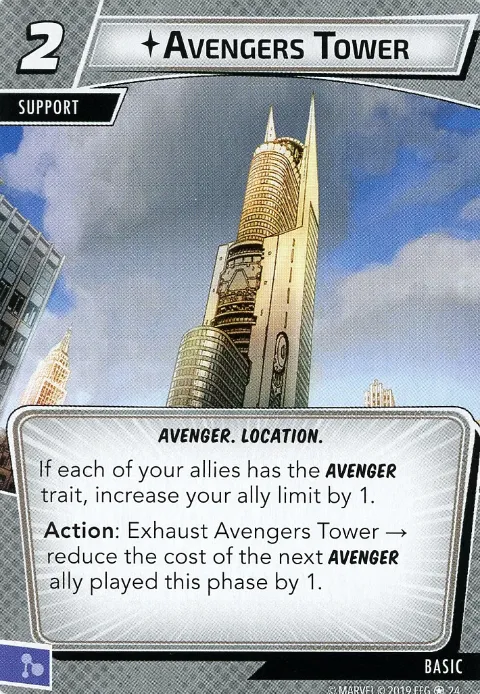 2
AVENGERS TOWER
SUPPORT
AVENGER. LOCATION.
If each of your allies has the AVENGER
trait, increase your ally limit by 1.
Action: Exhaust Avengers Tower →
reduce the cost of the next AVENGER
ally played this phase by 1.
BASIC
© MARVEL © 2019 FFG 24